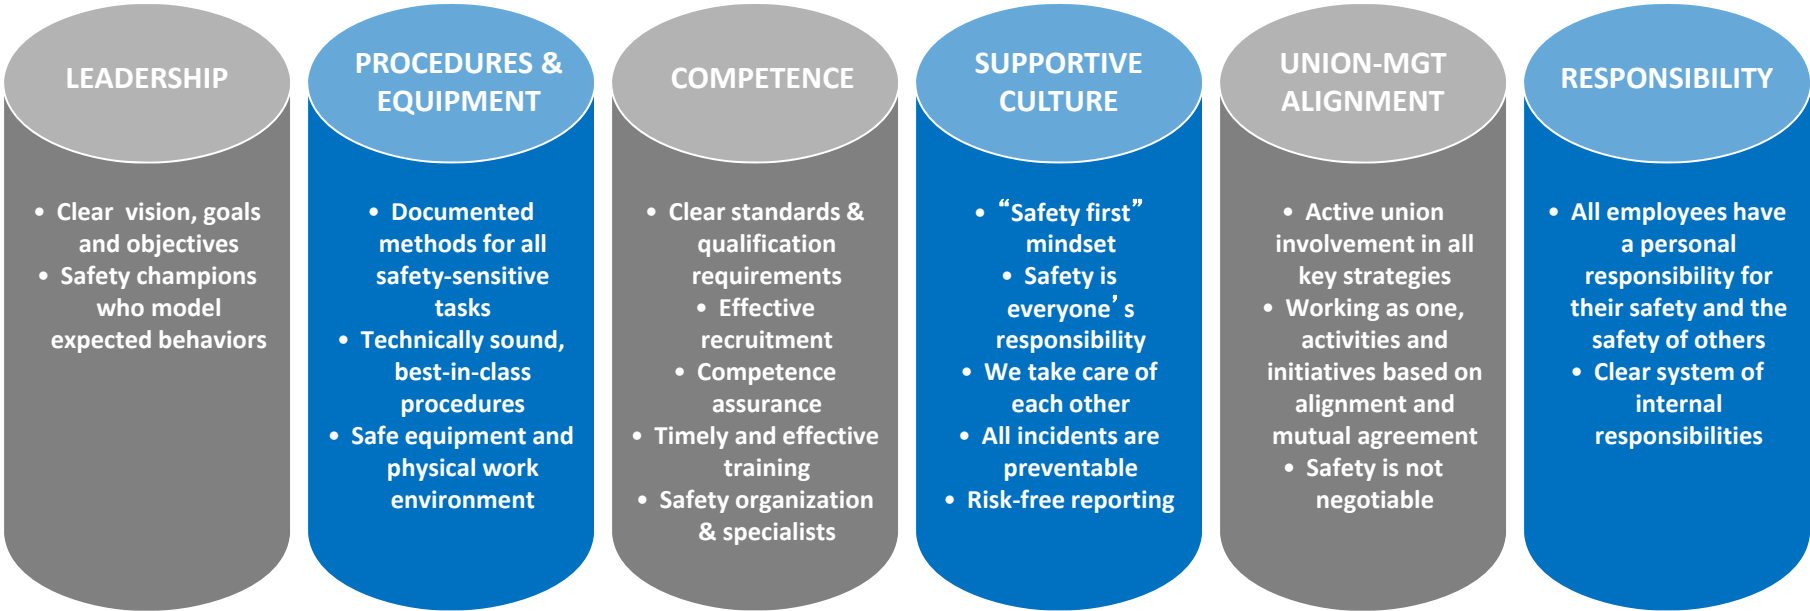 LEADERSHIP
• Clear vision, goals
and objectives
• Safety champions
who model
expected behaviors
PROCEDURES &
EQUIPMENT
• Documented
methods for all
safety-sensitive
tasks
• Technically sound,
best-in-class
procedures
• Safe equipment and
physical work
environment
COMPETENCE
• Clear standards &
qualification
requirements
• Effective
recruitment
• Competence
assurance
• Timely and effective
training
• Safety organization
& specialists
SUPPORTIVE
CULTURE
• “Safety first”
mindset
• Safety is
everyone’s
responsibility
• We take care of
each other
• All incidents are
preventable
• Risk-free reporting
UNION-MGT
ALIGNMENT
• Active union
involvement in all
key strategies
• Working as one,
activities and
initiatives based on
alignment and
mutual agreement
• Safety is not
negotiable
RESPONSIBILITY
• All employees have
a personal
responsibility for
their safety and the
safety of others
• Clear system of
internal
responsibilities